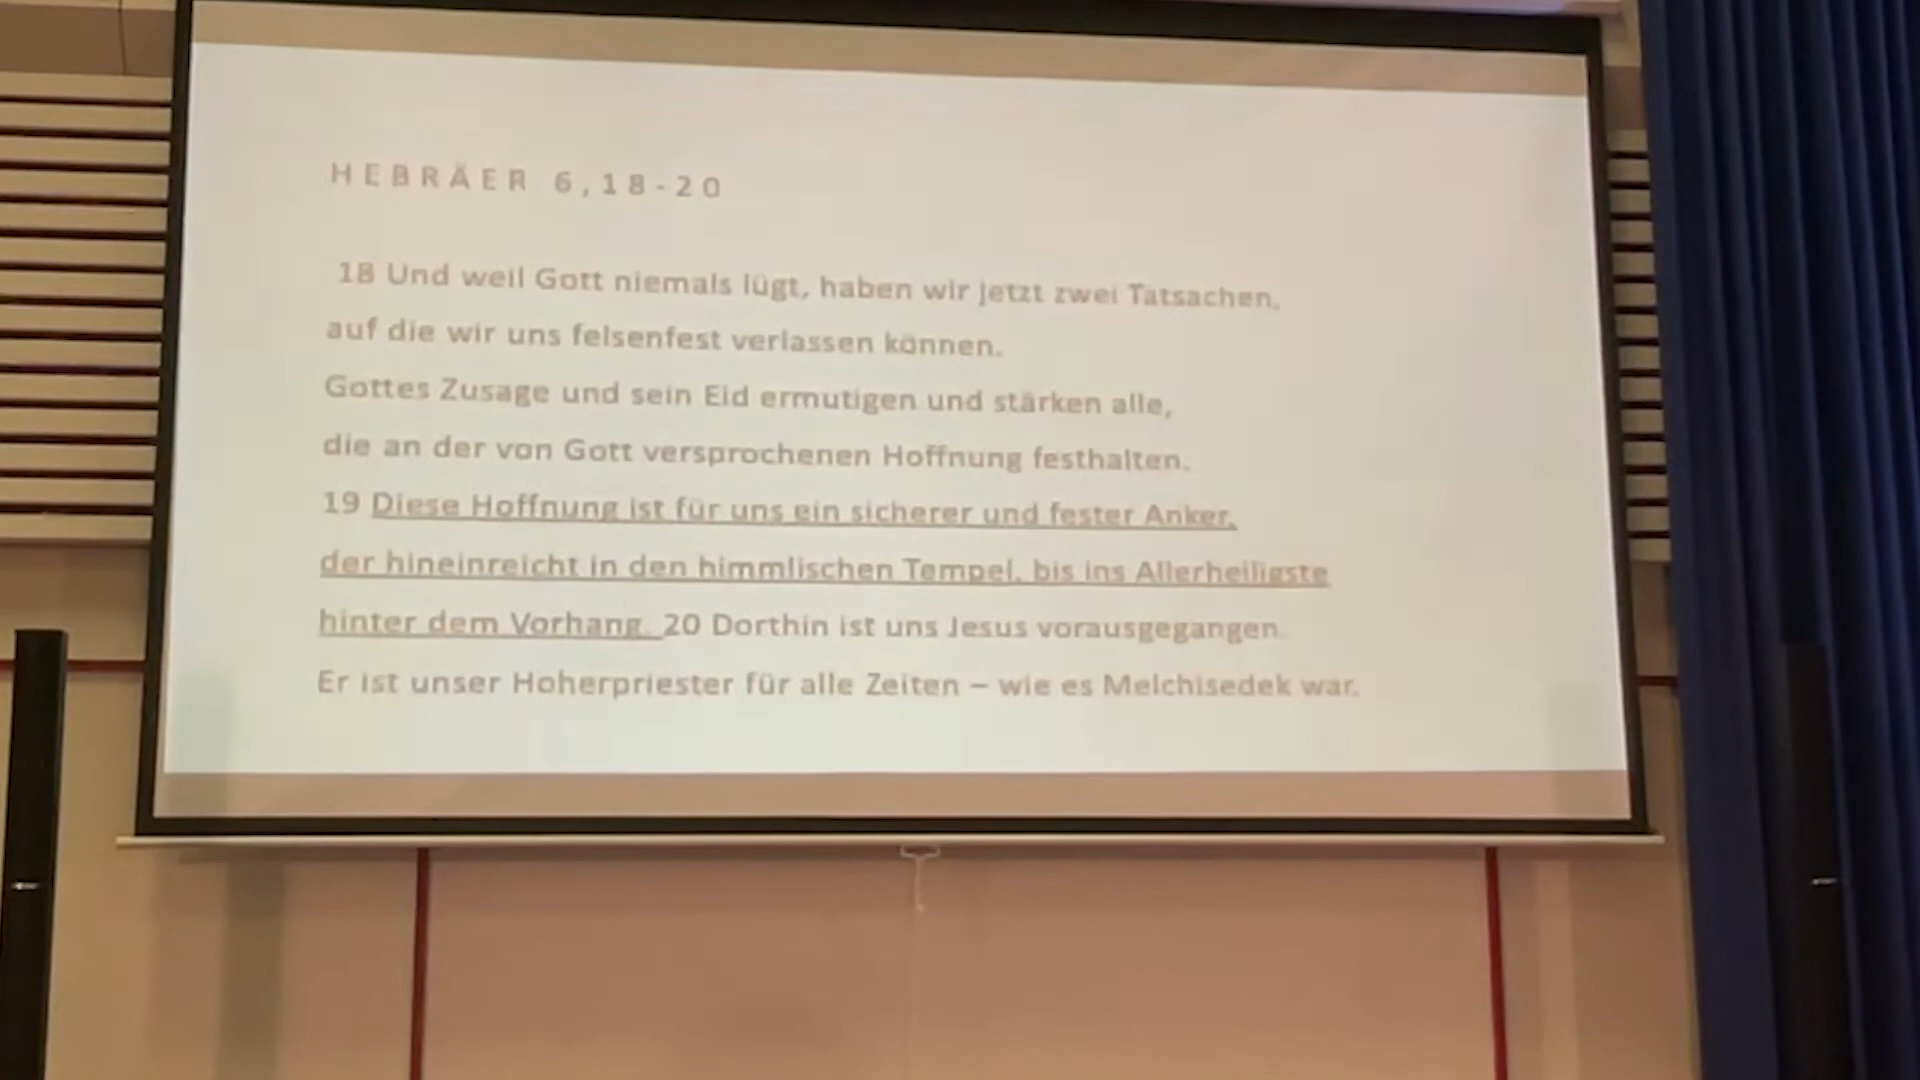 HEBRÄER 6,18-20
18 Und weil Gott niemals lügt, haben wir jetzt zwei Tatsachen,
auf die wir uns felsenfest verlassen können.
Gottes Zusage und sein Eid ermutigen und stärken alle,
die an der von Gott versprochenen Hoffnung festhalten.
19 Diese Hoffnung ist für uns ein sicherer und fester Anker,
der hineinreicht in den himmlischen Tempel, bis ins Allerheiligste
hinter dem Vorhang. 20 Dorthin ist uns Jesus vorausgegangen.
Er ist unser Hoherpriester für alle Zeiten – wie es Melchisedek war.